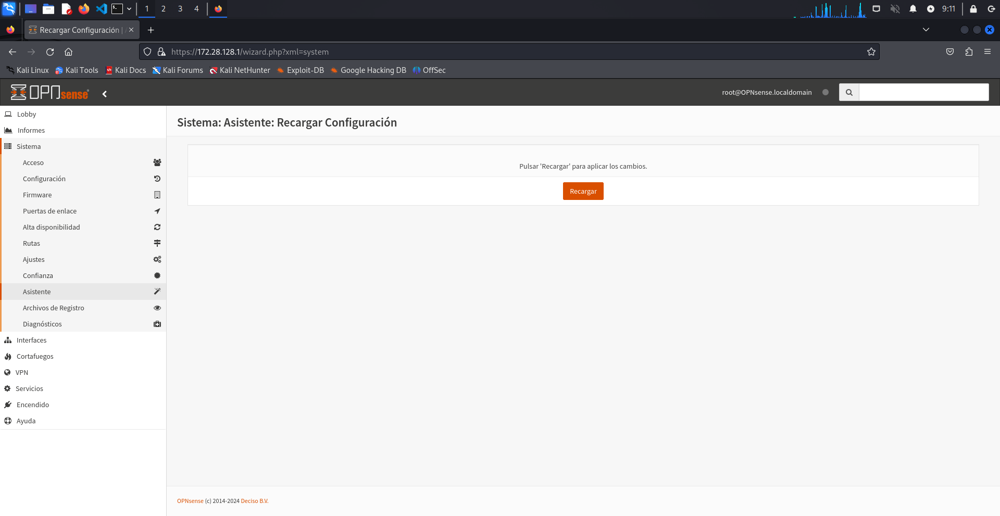 1 2 3 4
9:11
Recargar Configuración |
https://172.28.128.1/wizard.php?xml=system
Kali Linux Kali Tools Kali Docs Kali Forums Kali NetHunter Exploit-DB Google Hacking DB OffSec
OPNsense
root@OPNsense.localdomain
Lobby
Informes
Sistema
Acceso
Configuración
Firmware
Puertas de enlace
Alta disponibilidad
Rutas
Ajustes
Confianza
Asistente
Archivos de Registro
Diagnósticos
Interfaces
Cortafuegos
VPN
Servicios
Encendido
Ayuda
Sistema: Asistente: Recargar Configuración
Pulsar 'Recargar' para aplicar los cambios.
Recargar
OPNsense (c) 2014-2024 Deciso B.V.